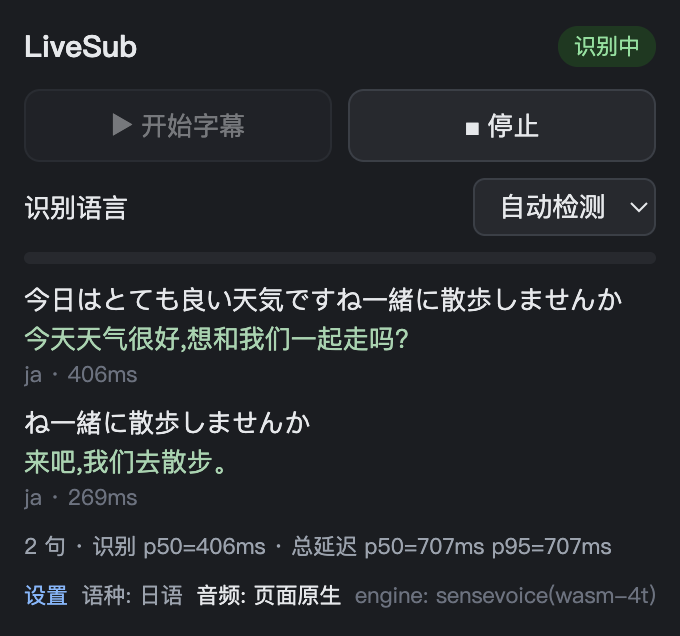 LiveSub
识别中
▶ 开始字幕
■ 停止
识别语言
自动检测
今日はとても良い天気ですね一緒に散歩しませんか
今天天气很好,想和我们一起走吗?
ja · 406ms
ね一緒に散歩しませんか
来吧,我们去散步。
ja · 269ms
2 句 · 识别 p50=406ms · 总延迟 p50=707ms p95=707ms
设置 语种: 日语 音频: 页面原生 engine: sensevoice(wasm-4t)